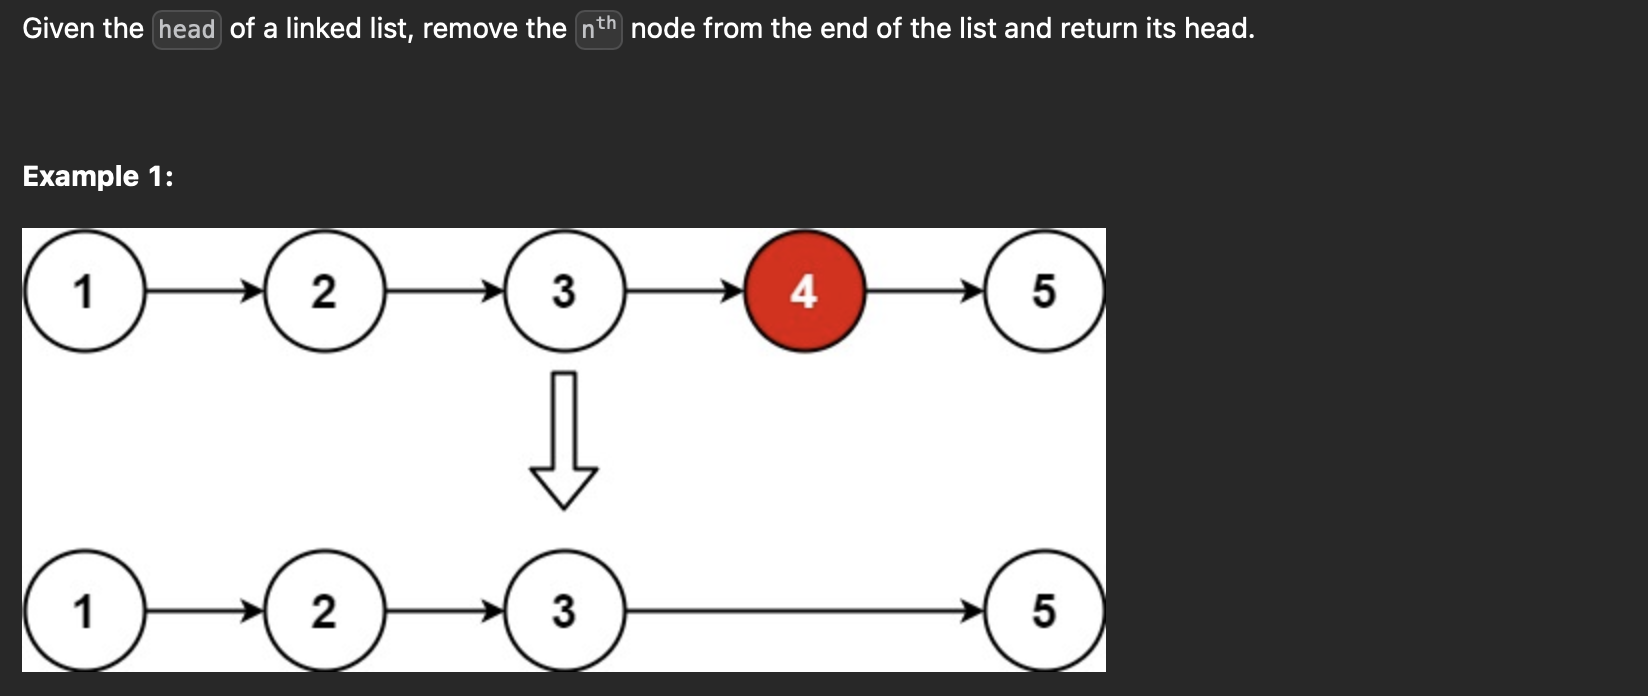 Given the head of a linked list, remove the nth node from the end of the list and return its head.
Example 1:
1 2 3 4 5
1 2 3 5